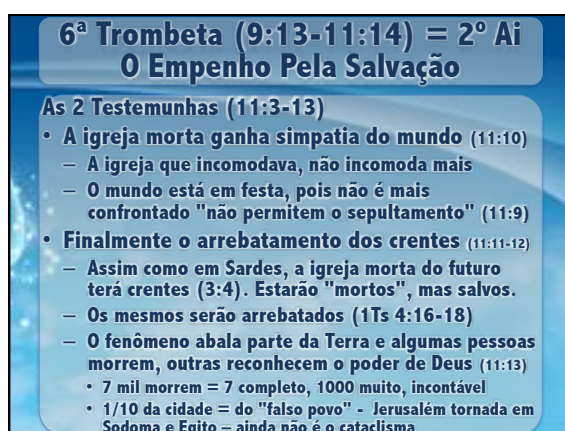 6ª Trombeta (9:13-11:14) = 2º Ai
O Empenho Pela Salvação
As 2 Testemunhas (11:3-13)
• A igreja morta ganha simpatia do mundo (11:10)
– A igreja que incomodava, não incomoda mais
– O mundo está em festa, pois não é mais
confrontado "não permitem o sepultamento" (11:9)
• Finalmente o arrebatamento dos crentes (11:11-12)
– Assim como em Sardes, a igreja morta do futuro
terá crentes (3:4). Estarão "mortos", mas salvos.
– Os mesmos serão arrebatados (1Ts 4:16-18)
– O fenômeno abala parte da Terra e algumas pessoas
morrem, outras reconhecem o poder de Deus (11:13)
• 7 mil morrem = 7 completo, 1000 muito, incontável
• 1/10 da cidade = do "falso povo" - Jerusalém tornada em
Sodoma e Egito – ainda não é o cataclisma